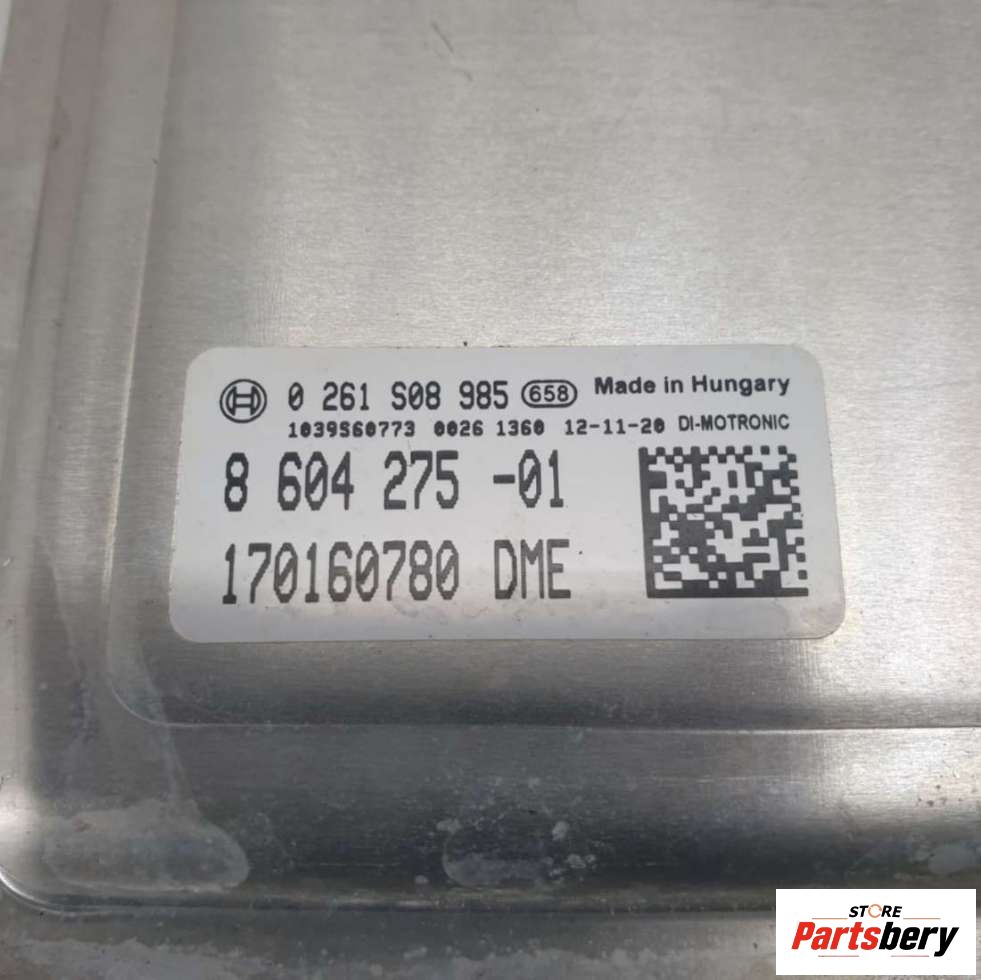 0 261 S08 985 658 Made in Hungary
1039S60773 0026 1360 12-11-20 DI-MOTRONIC
8 604 275 -01
170160780 DME
STORE
Partsbery